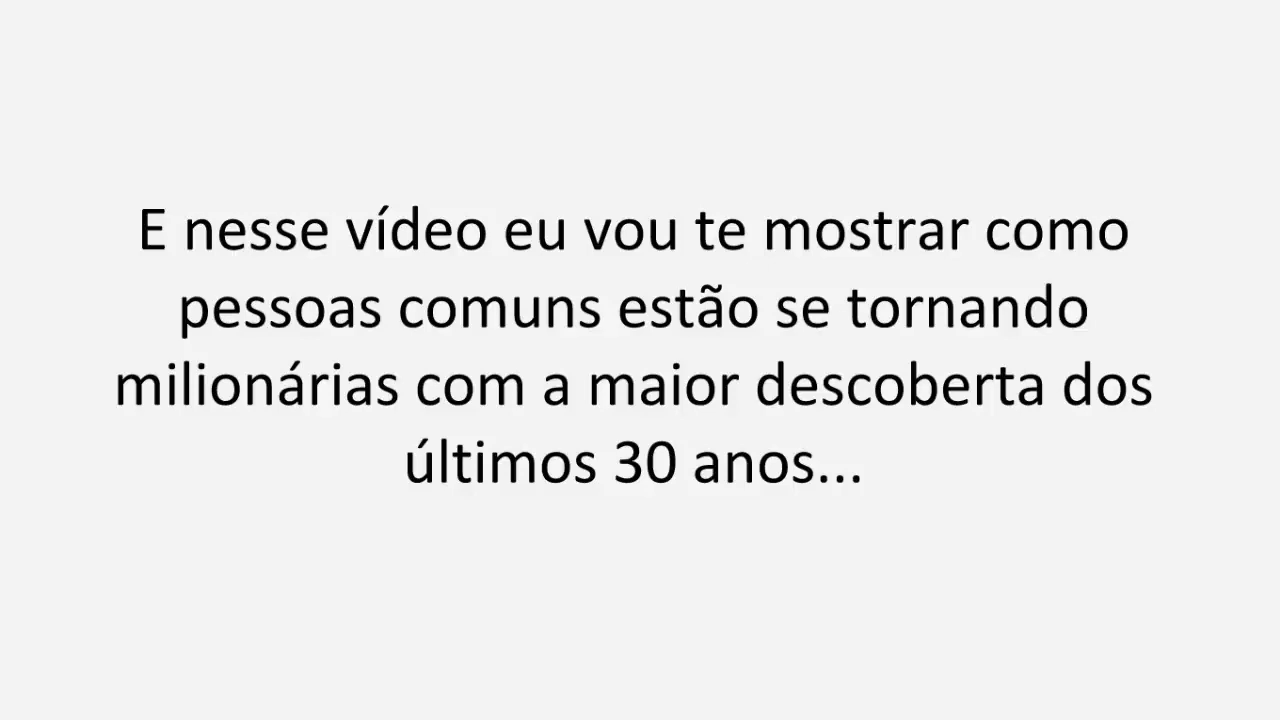 E nesse vídeo eu vou te mostrar como
pessoas comuns estão se tornando
milionárias com a maior descoberta dos
últimos 30 anos...